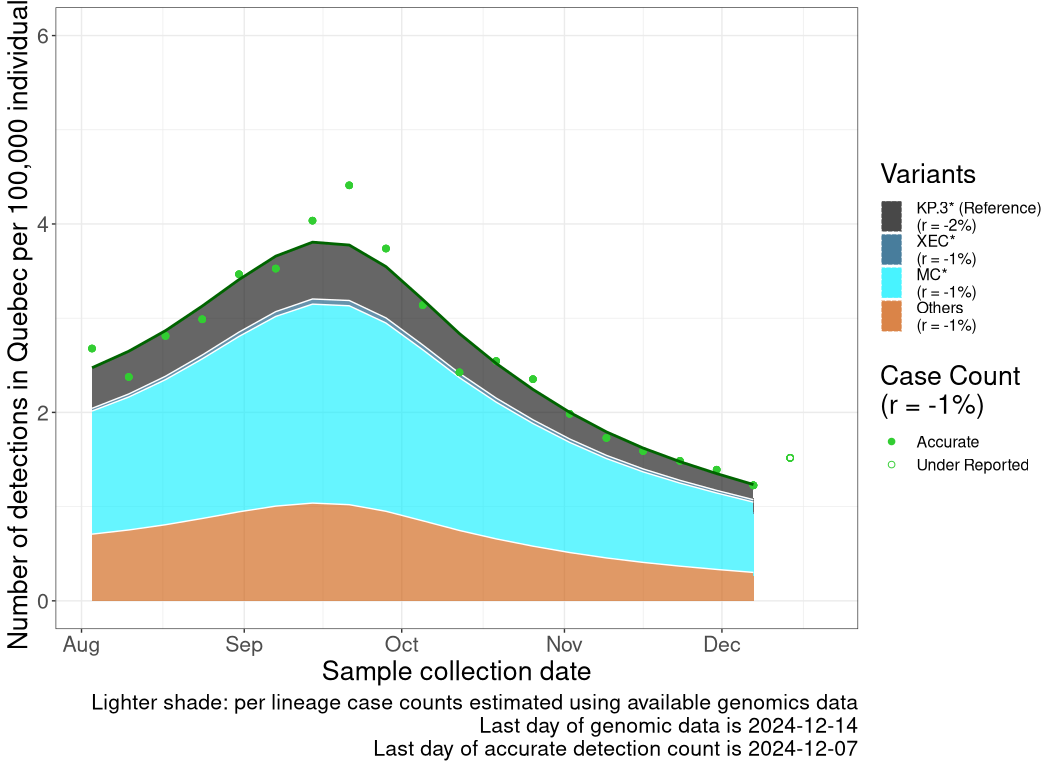 Number of detections in Quebec per 100,000 individual
6
4
2
0
Aug
Sep
Oct
Nov
Dec
Sample collection date
Lighter shade: per lineage case counts estimated using available genomics data
Last day of genomic data is 2024-12-14
Last day of accurate detection count is 2024-12-07
Variants
KP.3* (Reference)
(r = -2%)
XEC*
(r = -1%)
MC*
(r = -1%)
Others
(r = -1%)
Case Count
(r = -1%)
Accurate
Under Reported